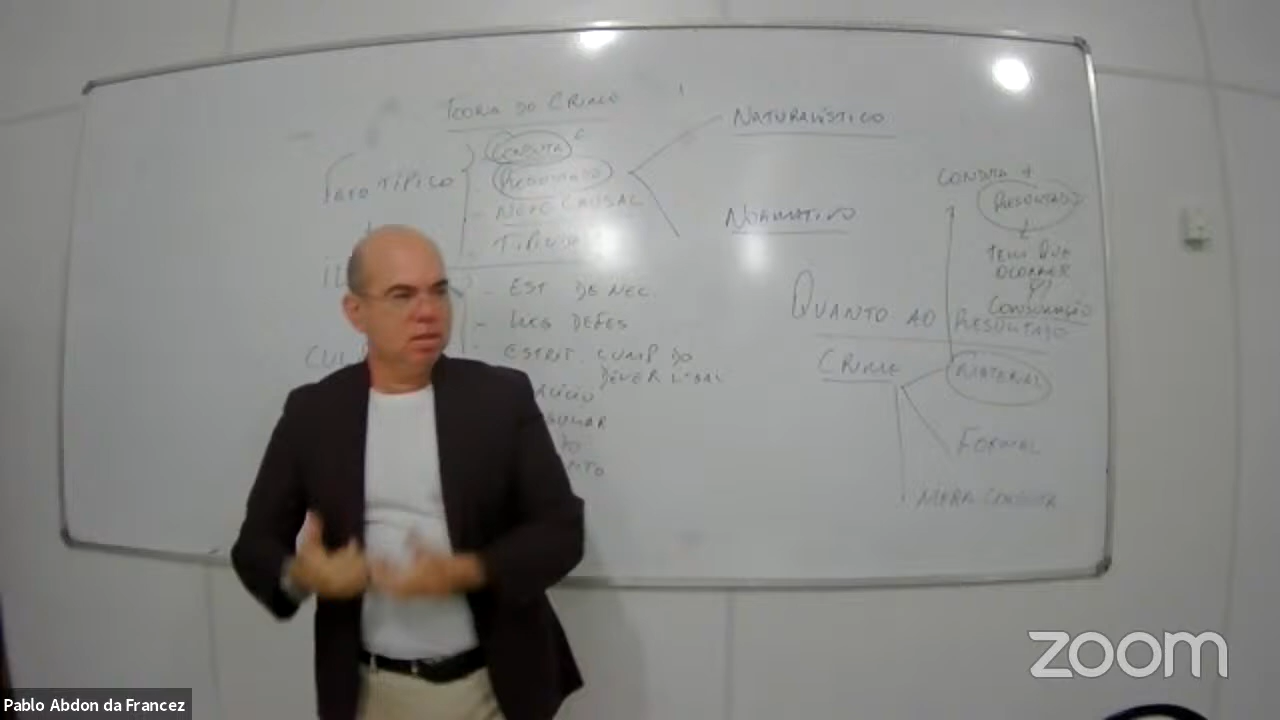 TEORIA DO CRIME
FATO TÍPICO
CONDUTA
RESULTADO
- NEXO CAUSAL
- EST. DE NEC.
- LEG DEFES
- ESTRIT. CUMP DO
DEVER LEGAL
NATURALÍSTICO
NORMATIVO
CONDUTA +
RESULTADO
TEM QUE
OCORRER
P/
CONSUMAÇÃO
QUANTO AO RESULTADO
CRIME
MATERIAL
FORMAL
MERA CONDUTA
zoom
Pablo Abdon da Francez